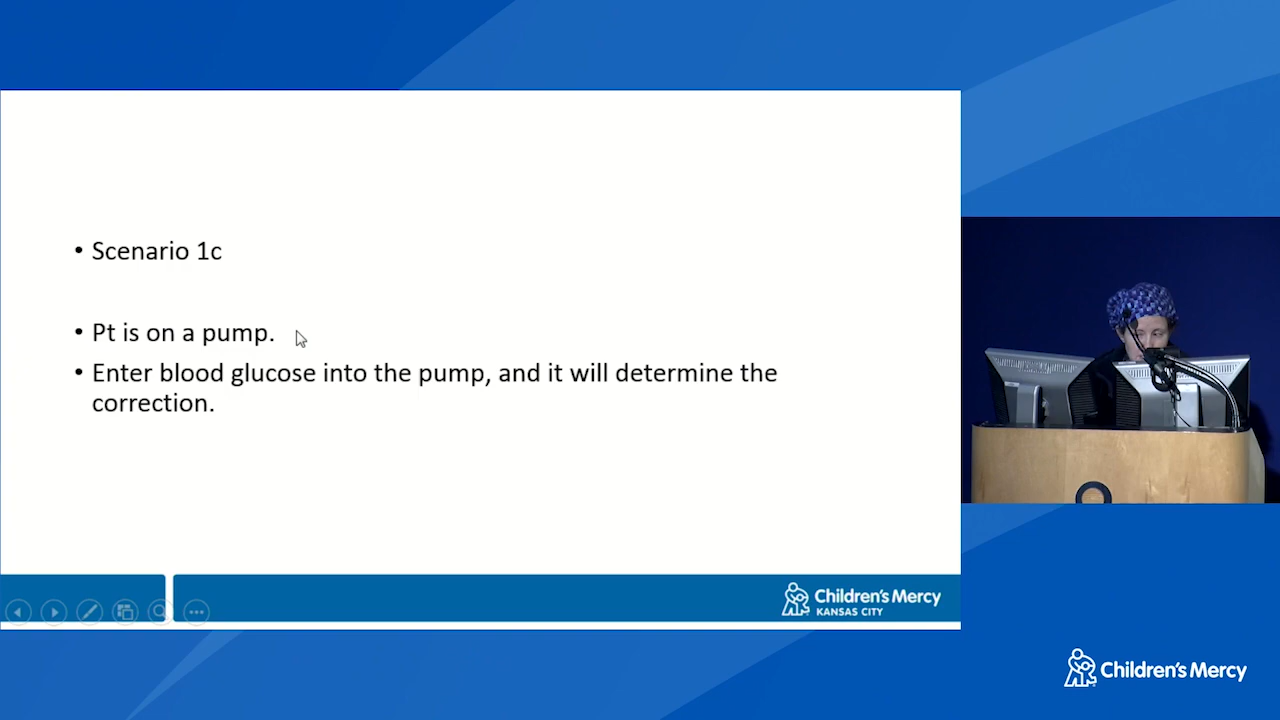 • Scenario 1c
• Pt is on a pump.
• Enter blood glucose into the pump, and it will determine the
correction.
Children's Mercy
KANSAS CITY
Children's Mercy